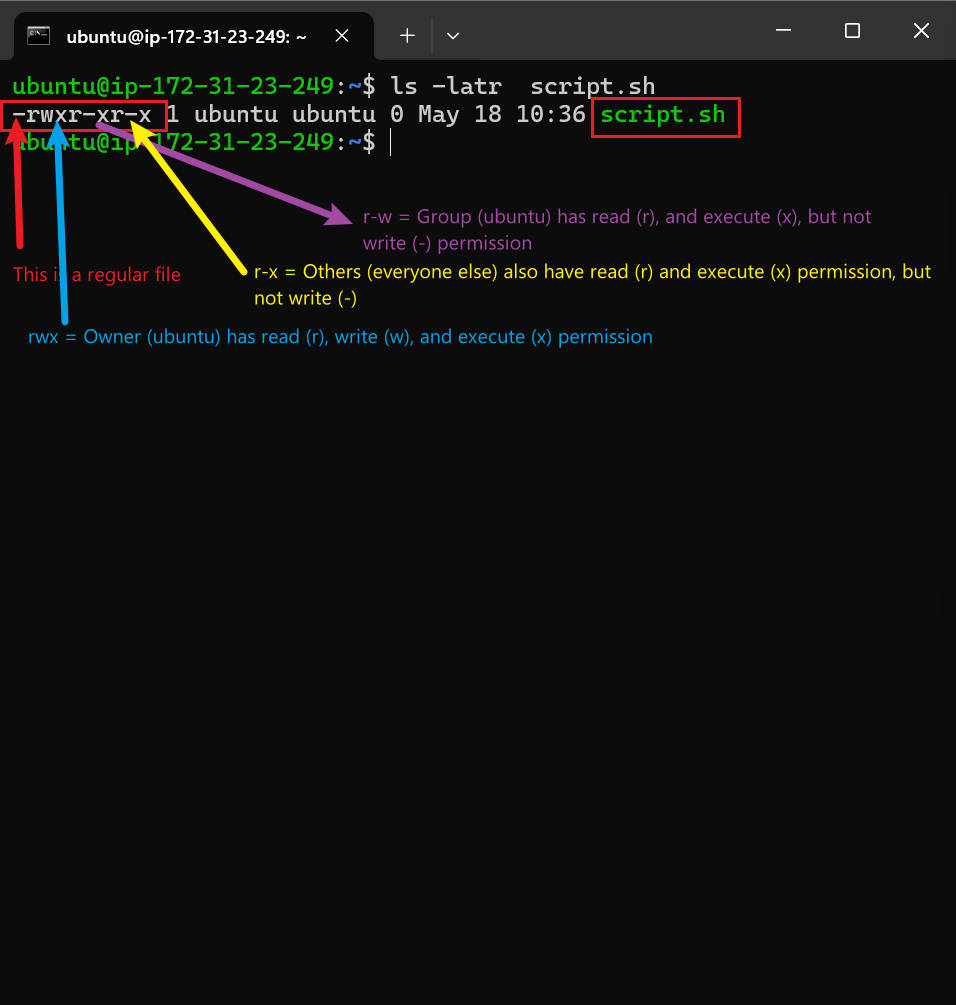 ubuntu@ip-172-31-23-249: ~
ubuntu@ip-172-31-23-249:~$ ls -latr  script.sh
-rwxr-xr-x 1 ubuntu ubuntu 0 May 18 10:36 script.sh
ubuntu@ip-172-31-23-249:~$
r-w = Group (ubuntu) has read (r), and execute (x), but not
write (-) permission
This is a regular file
r-x = Others (everyone else) also have read (r) and execute (x) permission, but
not write (-)
rwx = Owner (ubuntu) has read (r), write (w), and execute (x) permission